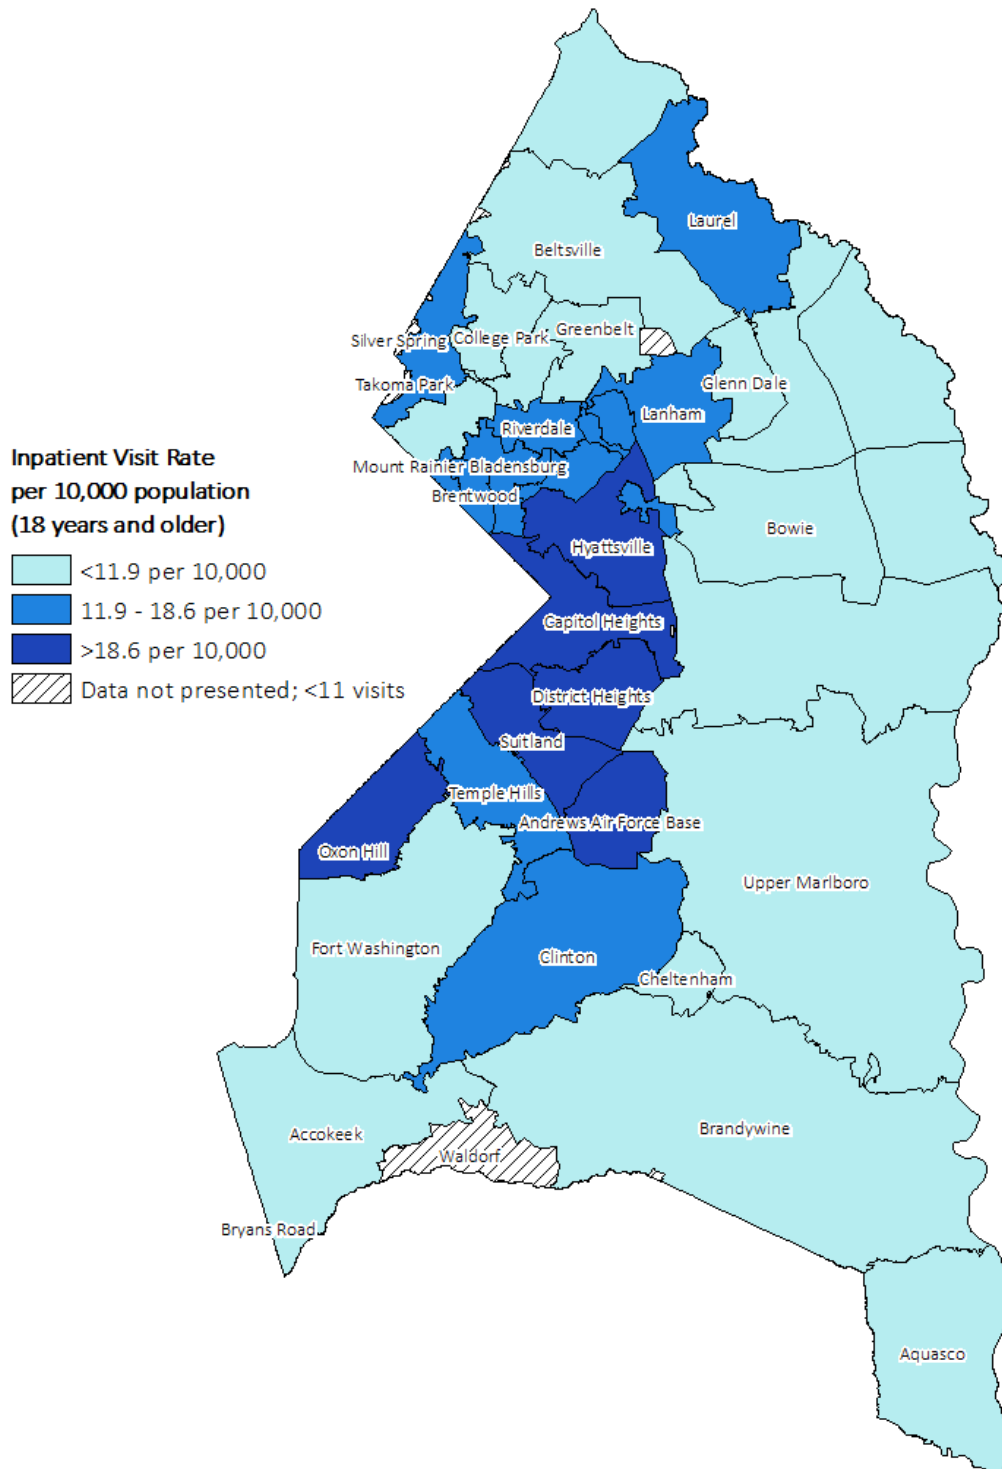 Laurel
Beltsville
Silver Spring
College Park
Greenbelt
Takoma Park
Glenn Dale
Lanham
Riverdale
Mount Rainier
Bladensburg
Brentwood
Bowie
Hyattsville
Inpatient Visit Rate
per 10,000 population
(18 years and older)
<11.9 per 10,000
11.9 - 18.6 per 10,000
>18.6 per 10,000
Data not presented; <11 visits
Capitol Heights
District Heights
Suitland
Temple Hills
Andrews Air Force Base
Oxon Hill
Upper Marlboro
Fort Washington
Clinton
Cheltenham
Accokeek
Brandywine
Waldorf
Bryans Road
Aquasco